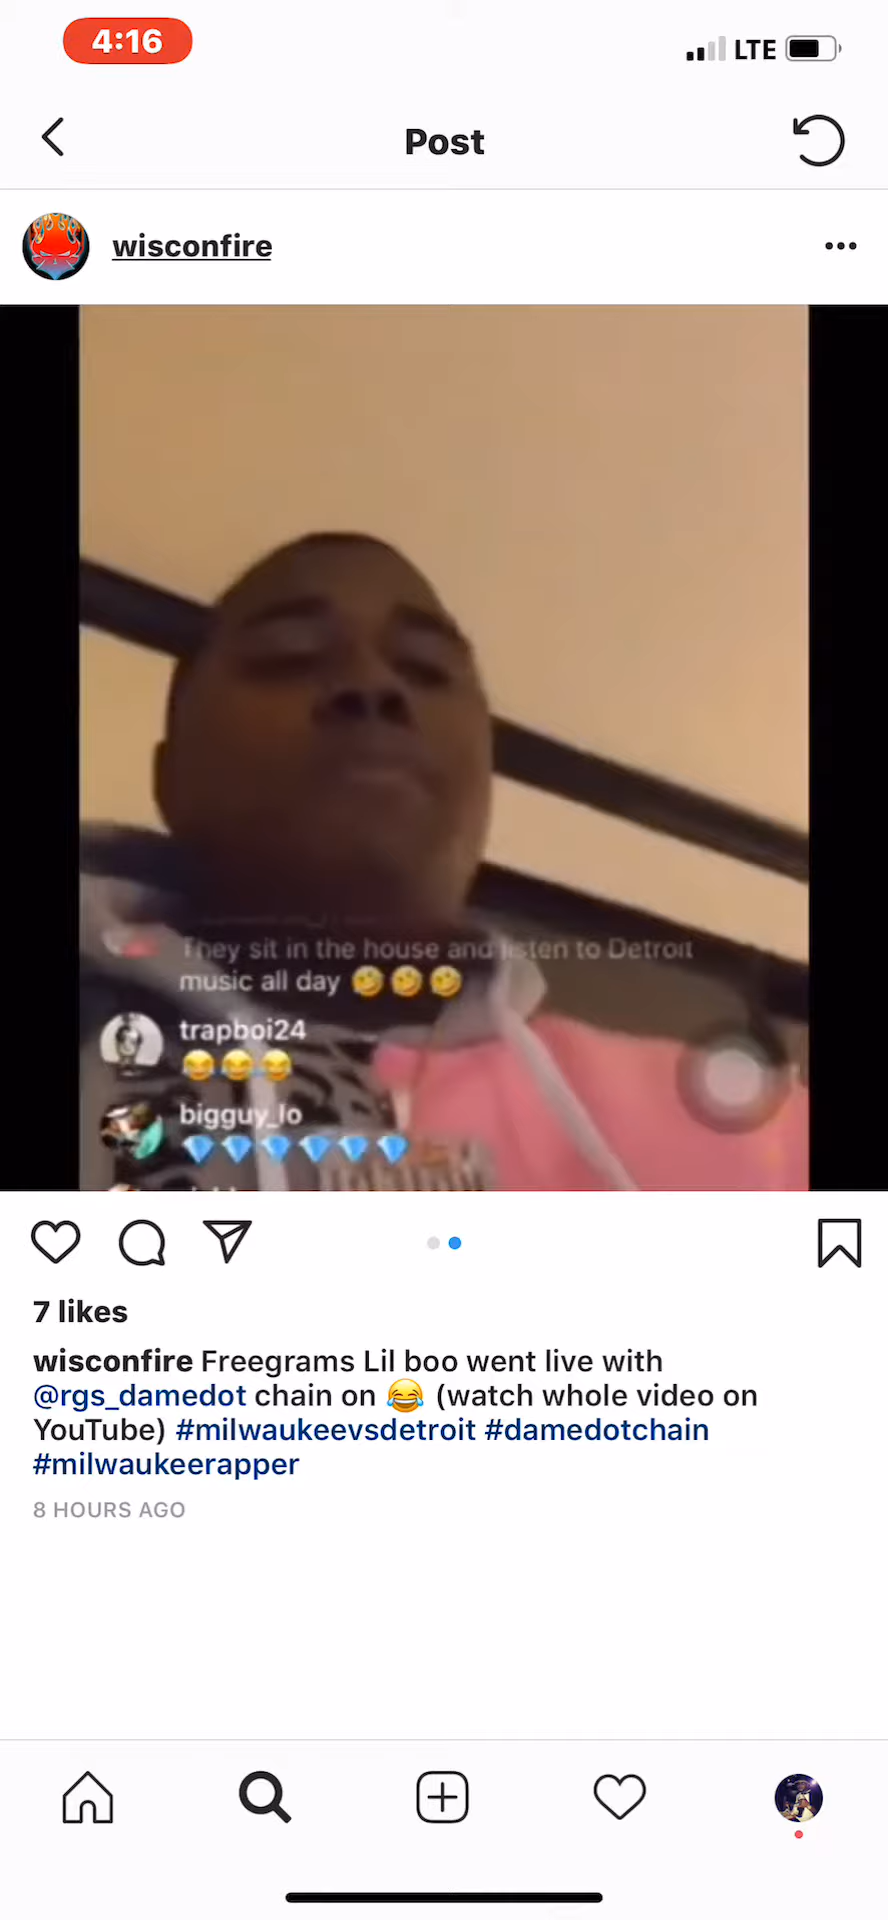 4:16
LTE
Post
wisconfire
They sit in the house and listen to Detroit
music all day 🤣🤣🤣
trapboi24
😂😂😂
bigguy_lo
💎💎💎💎💎💎
7 likes
wisconfire Freegrams Lil boo went live with
@rgs_damedot chain on 😂 (watch whole video on
YouTube) #milwaukeevsdetroit #damedotchain
#milwaukeerapper
8 HOURS AGO